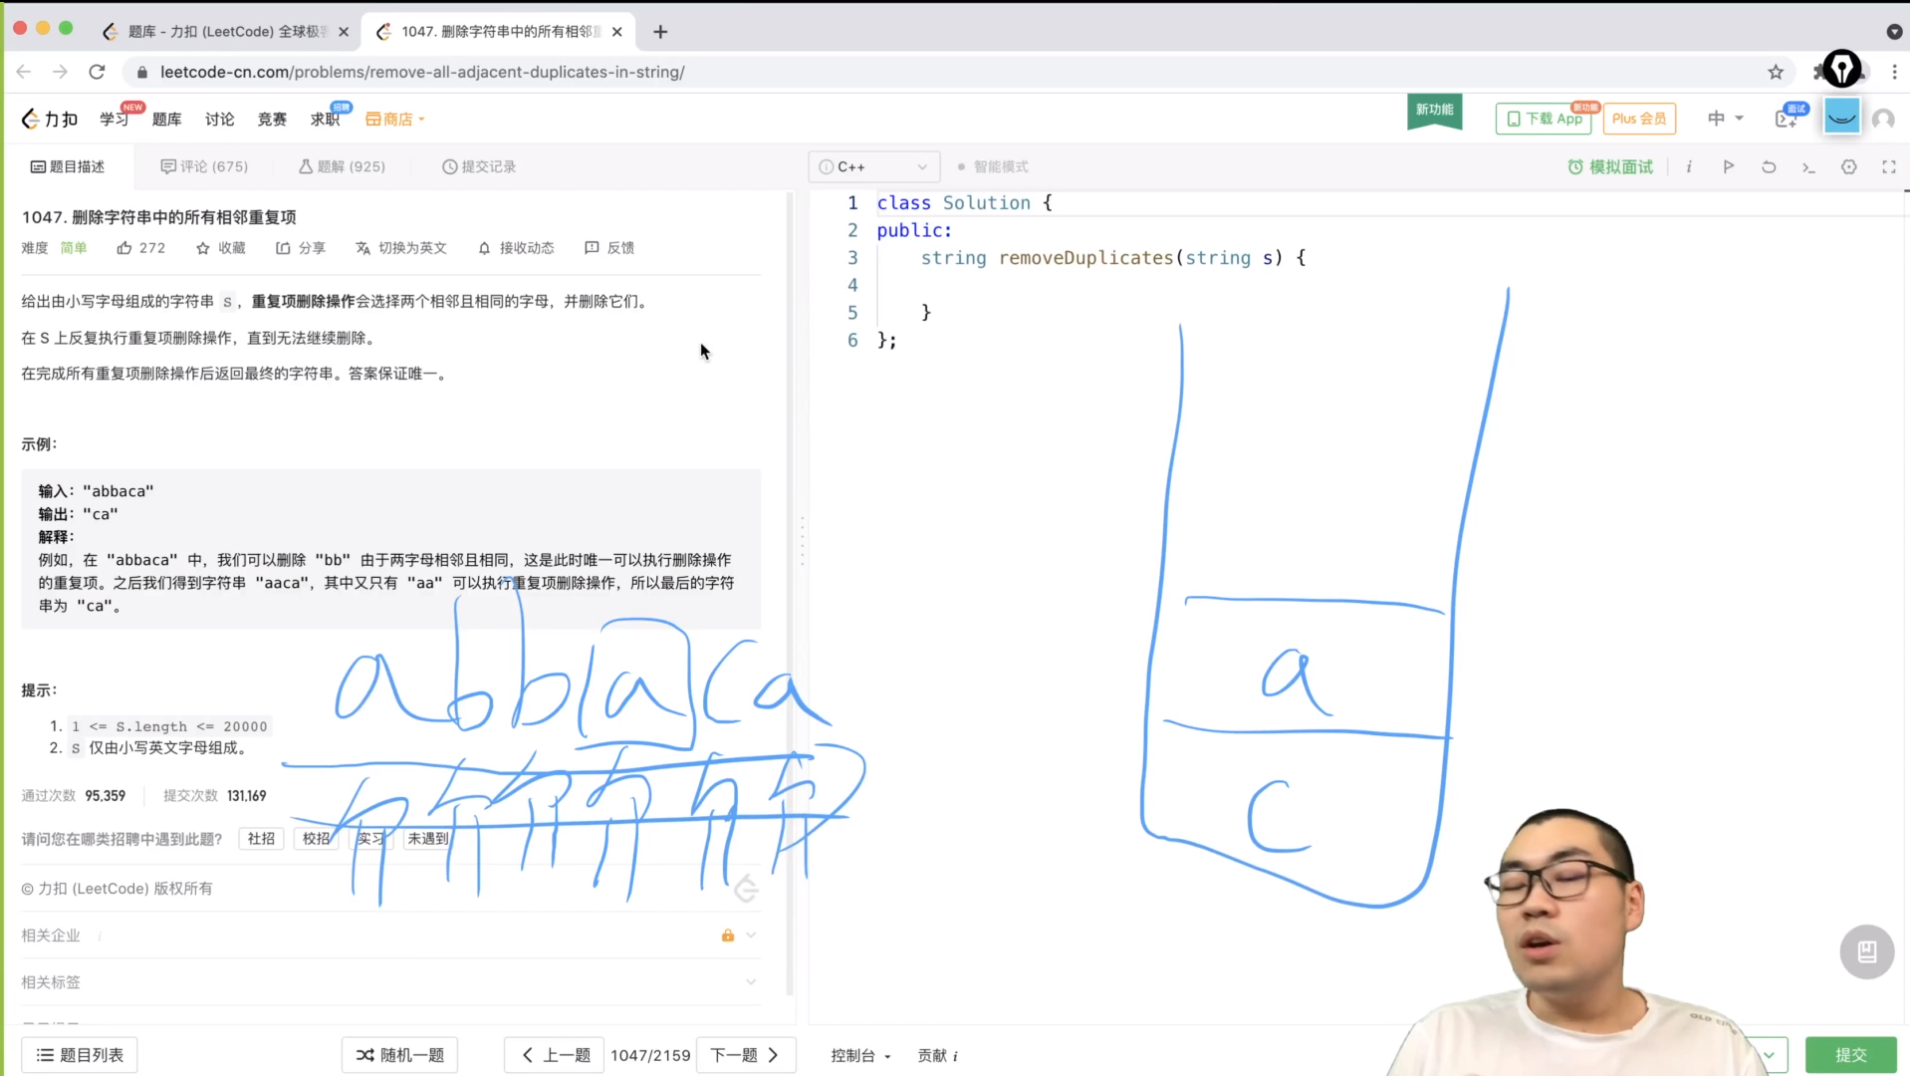 题库 - 力扣 (LeetCode) 全球极
1047. 删除字符串中的所有相邻
leetcode-cn.com/problems/remove-all-adjacent-duplicates-in-string/
力扣 学习 NEW 题库 讨论 竞赛 求职 招聘 商店
新功能 下载 App 新功能 Plus 会员 中 面试
题目描述 评论 (675) 题解 (925) 提交记录
C++ 智能模式 模拟面试
1047. 删除字符串中的所有相邻重复项
难度 简单 272 收藏 分享 切换为英文 接收动态 反馈
给出由小写字母组成的字符串 S，重复项删除操作会选择两个相邻且相同的字母，并删除它们。
在 S 上反复执行重复项删除操作，直到无法继续删除。
在完成所有重复项删除操作后返回最终的字符串。答案保证唯一。
示例：
输入："abbaca"
输出："ca"
解释：
例如，在 "abbaca" 中，我们可以删除 "bb" 由于两字母相邻且相同，这是此时唯一可以执行删除操作
的重复项。之后我们得到字符串 "aaca"，其中又只有 "aa" 可以执行重复项删除操作，所以最后的字符
串为 "ca"。
abbaca
提示：
1. 1 <= S.length <= 20000
2. S 仅由小写英文字母组成。
通过次数 95,359 提交次数 131,169
请问您在哪类招聘中遇到此题？ 社招 校招 实习 未遇到
© 力扣 (LeetCode) 版权所有
相关企业
相关标签
1 class Solution {
2 public:
3 string removeDuplicates(string s) {
4
5 }
6 };
a
C
题目列表 随机一题 上一题 1047/2159 下一题 控制台 贡献 i 提交